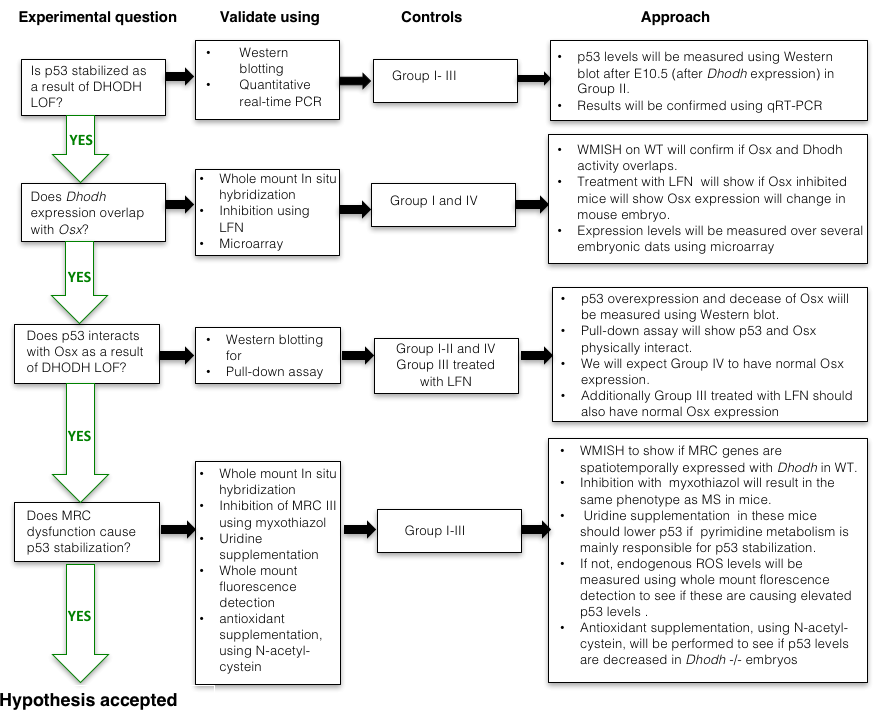 Experimental question
Validate using
Controls
Approach
Is p53 stabilized as
a result of DHODH
LOF?
• Western
blotting
• Quantitative
real-time PCR
Group I- III
• p53 levels will be measured using Western
blot after E10.5 (after Dhodh expression) in
Group II.
• Results will be confirmed using qRT-PCR
YES
Does Dhodh
expression overlap
with Osx?
• Whole mount In situ
hybridization
• Inhibition using
LFN
• Microarray
Group I and IV
• WMISH on WT will confirm if Osx and Dhodh
activity overlaps.
• Treatment with LFN will show if Osx inhibited
mice will show Osx expression will change in
mouse embryo.
• Expression levels will be measured over several
embryonic dats using microarray
YES
Does p53 interacts
with Osx as a result
of DHODH LOF?
• Western blotting
for
• Pull-down assay
Group I-II and IV
Group III treated
with LFN
• p53 overexpression and decease of Osx wiill
be measured using Western blot.
• Pull-down assay will show p53 and Osx
physically interact.
• We will expect Group IV to have normal Osx
expression.
• Additionally Group III treated with LFN should
also have normal Osx expression
YES
Does MRC
dysfunction cause
p53 stabilization?
• Whole mount In situ
hybridization
• Inhibition of MRC III
using myxothiazol
• Uridine
supplementation
• Whole mount
fluorescence
detection
• antioxidant
supplementation,
using N-acetyl-
cystein
Group I-III
• WMISH to show if MRC genes are
spatiotemporally expressed with Dhodh in WT.
• Inhibition with myxothiazol will result in the
same phenotype as MS in mice.
• Uridine supplementation in these mice
should lower p53 if pyrimidine metabolism is
mainly responsible for p53 stabilization.
• If not, endogenous ROS levels will be
measured using whole mount florescence
detection to see if these are causing elevated
p53 levels .
• Antioxidant supplementation, using N-acetyl-
cystein, will be performed to see if p53 levels
are decreased in Dhodh -/- embryos
YES
Hypothesis accepted